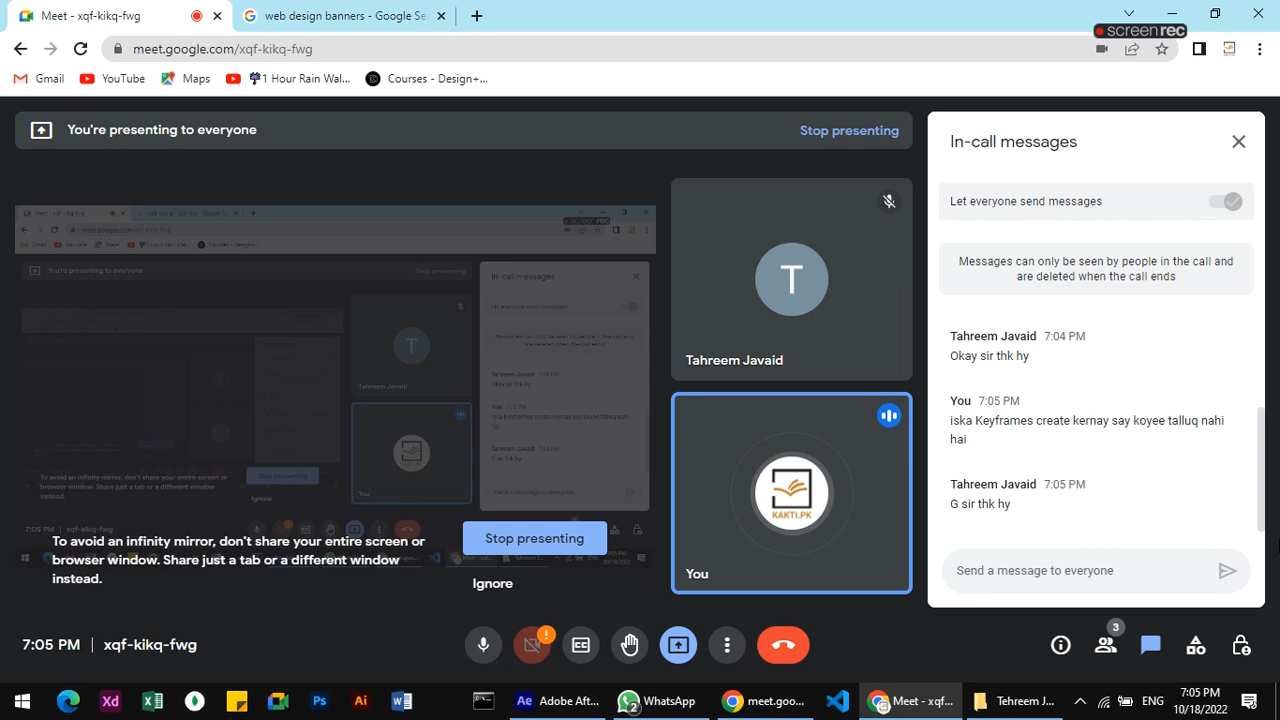 Meet - xqf-kikq-fwg
web design banners - Google Se
screenrec
meet.google.com/xqf-kikq-fwg
Gmail
YouTube
Maps
1 Hour Rain Wal...
Courses - Design+...
You're presenting to everyone
Stop presenting
In-call messages
Let everyone send messages
Messages can only be seen by people in the call and
are deleted when the call ends
T
Tahreem Javaid
Tahreem Javaid 7:04 PM
Okay sir thk hy
You 7:05 PM
iska Keyframes create kernay say koyee talluq nahi
hai
Tahreem Javaid 7:05 PM
G sir thk hy
Send a message to everyone
KAKTI.PK
You
To avoid an infinity mirror, don't share your entire screen or
browser window. Share just a tab or a different window
instead.
Stop presenting
Ignore
7:05 PM | xqf-kikq-fwg
3
Xd
Ps
Ai
Ae Adobe Aft...
2 WhatsApp
meet.goo...
Meet - xqf...
Tehreem J...
ENG
7:05 PM
10/18/2022